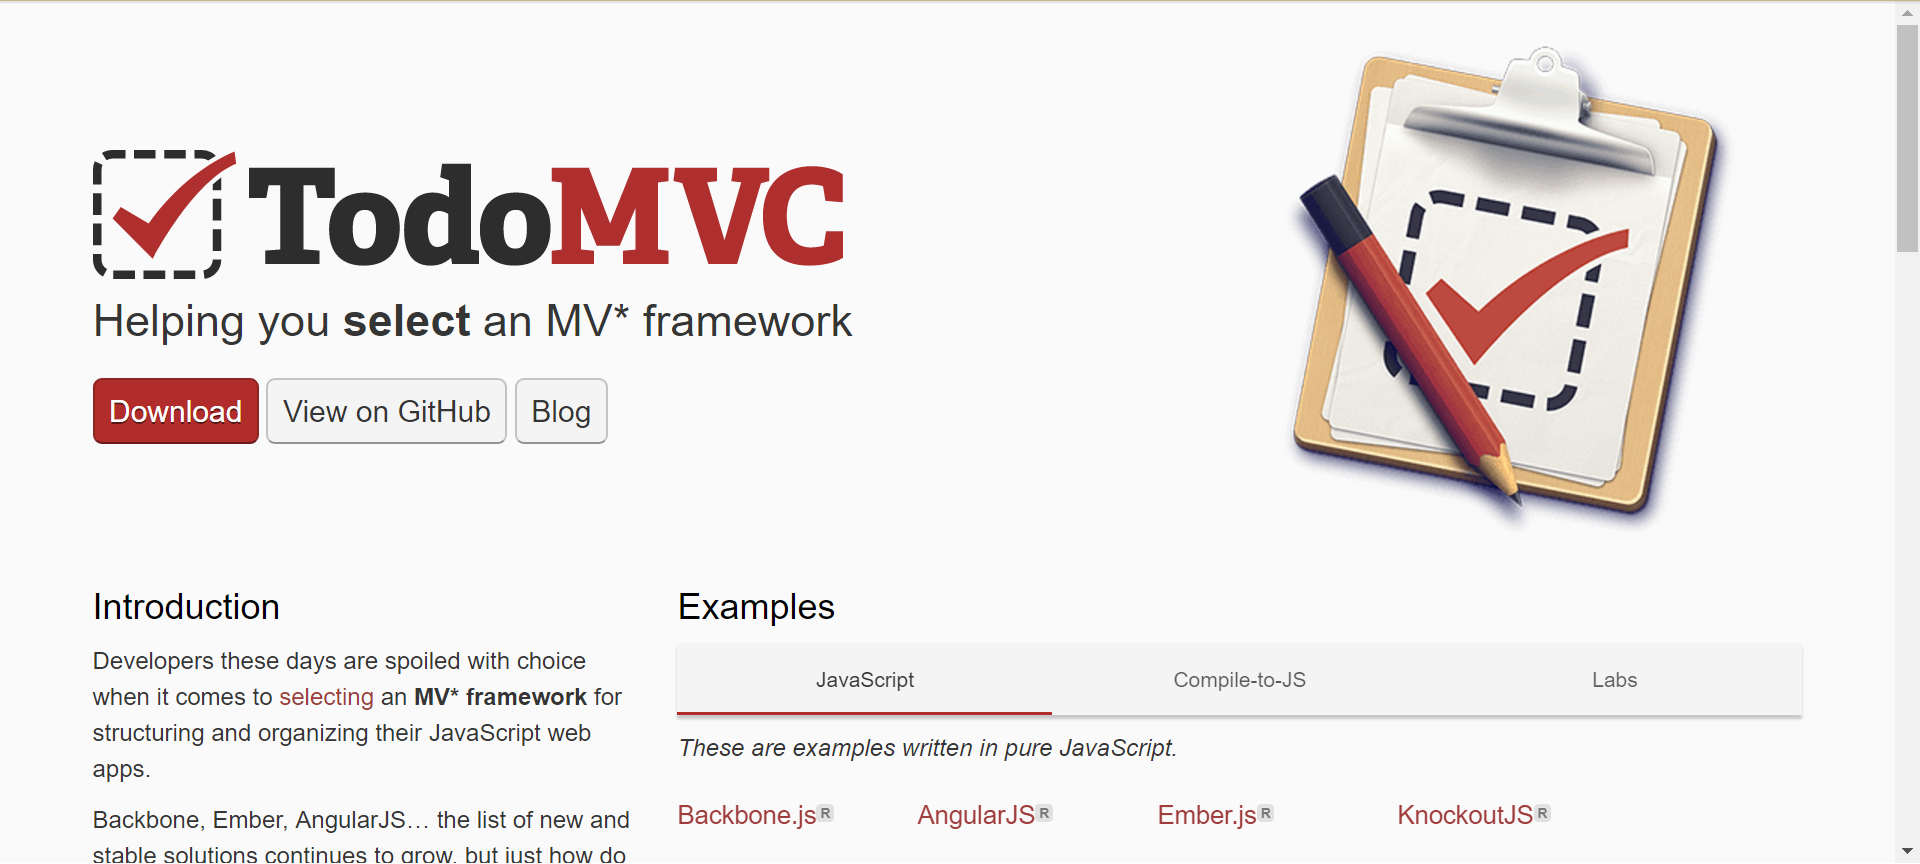 TodoMVC
Helping you select an MV* framework
Download
View on GitHub
Blog
Introduction
Developers these days are spoiled with choice
when it comes to selecting an MV* framework for
structuring and organizing their JavaScript web
apps.
Backbone, Ember, AngularJS… the list of new and
stable solutions continues to grow, but just how do
Examples
JavaScript
Compile-to-JS
Labs
These are examples written in pure JavaScript.
Backbone.js R
AngularJS R
Ember.js R
KnockoutJS R